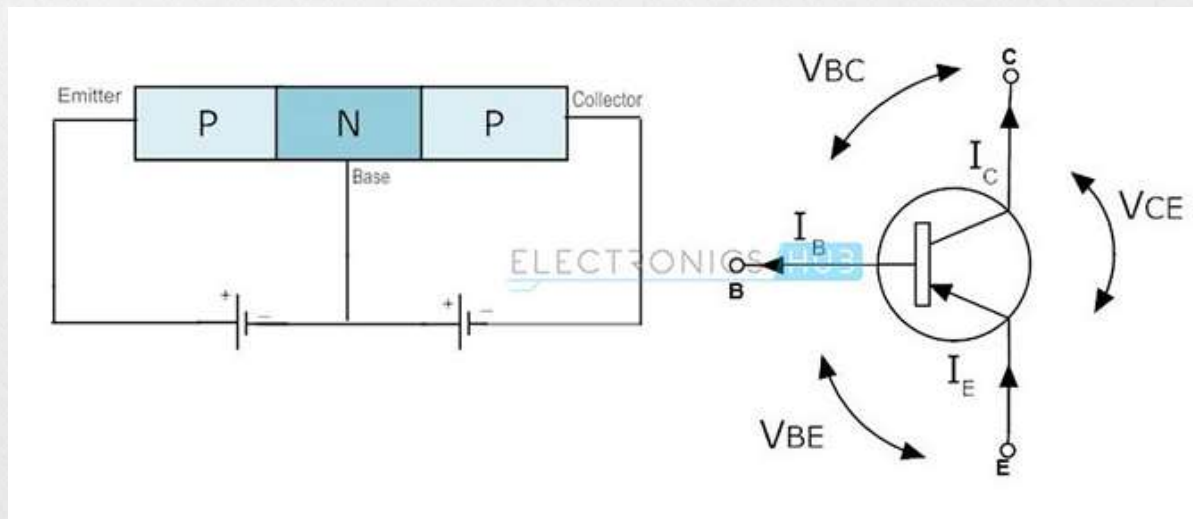 Emitter
P
N
P
Collector
Base
+
−
+
−
ELECTRONICS HUB
VBC
C
IC
VCE
IB
B
IE
VBE
E